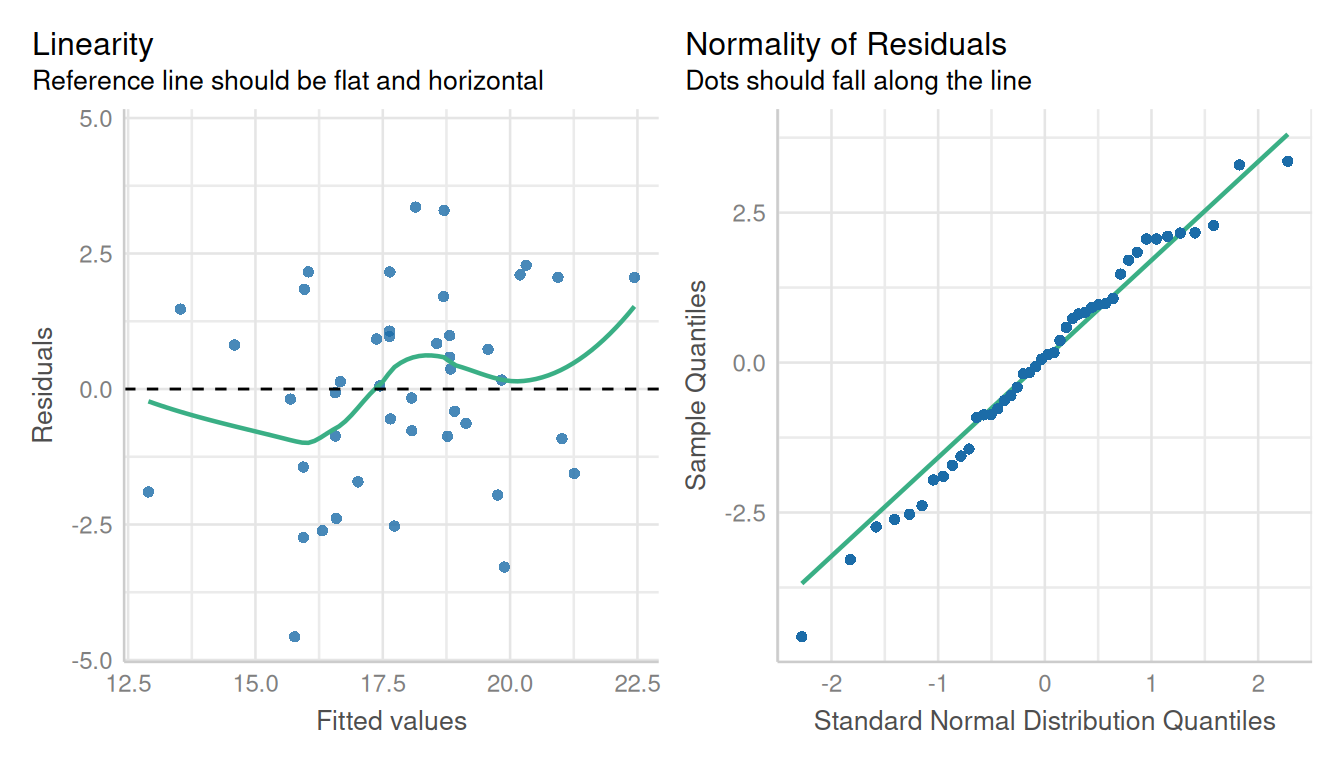 Linearity
Reference line should be flat and horizontal
5.0
2.5
0.0
-2.5
-5.0
Residuals
12.5
15.0
17.5
20.0
22.5
Fitted values
Normality of Residuals
Dots should fall along the line
2.5
0.0
-2.5
Sample Quantiles
-2
-1
0
1
2
Standard Normal Distribution Quantiles